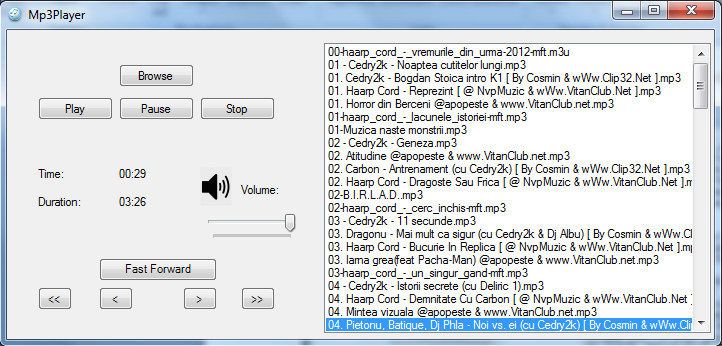 Mp3Player
Browse
Play
Pause
Stop
Time:
00:29
Duration:
03:26
Volume:
Fast Forward
<<
<
>
>>
00-haarp_cord_-_vremurile_din_urma-2012-mft.m3u
01 - Cedry2k - Noaptea cutitelor lungi.mp3
01. Cedry2k - Bogdan Stoica intro K1 [ By Cosmin & wWw.Clip32.Net ].mp3
01. Haarp Cord - Reprezint [ @ NvpMuzic & wWw.VitanClub.Net ].mp3
01. Horror din Berceni @apopeste & www.VitanClub.net.mp3
01-haarp_cord_-_lacunele_istoriei-mft.mp3
01-Muzica naste monstrii.mp3
02 - Cedry2k - Geneza.mp3
02. Atitudine @apopeste & www.VitanClub.net.mp3
02. Carbon - Antrenament (cu Cedry2k) [ By Cosmin & wWw.Clip32.Net
02. Haarp Cord - Dragoste Sau Frica [ @ NvpMuzic & wWw.VitanClub.Net ].
02-B.I.R.L.A.D..mp3
02-haarp_cord_-_cerc_inchis-mft.mp3
03 - Cedry2k - 11 secunde.mp3
03. Dragonu - Mai mult ca sigur (cu Cedry2k & Dj Albu) [ By Cosmin & wW
03. Haarp Cord - Bucurie In Replica [ @ NvpMuzic & wWw.VitanClub.Net ].m
03. Iarna grea(feat Pacha-Man) @apopeste & www.VitanClub.net.mp3
03-haarp_cord_-_un_singur_gand-mft.mp3
04 - Cedry2k - Istorii secrete (cu Deliric 1).mp3
04. Haarp Cord - Demnitate Cu Carbon [ @ NvpMuzic & wWw.VitanClub.Net ]
04. Mintea vizuala @apopeste & www.VitanClub.net.mp3
04. Pietonu, Batique, Dj Phla - Noi vs. ei (cu Cedry2k) [ By Cosmin & wWw.Clip